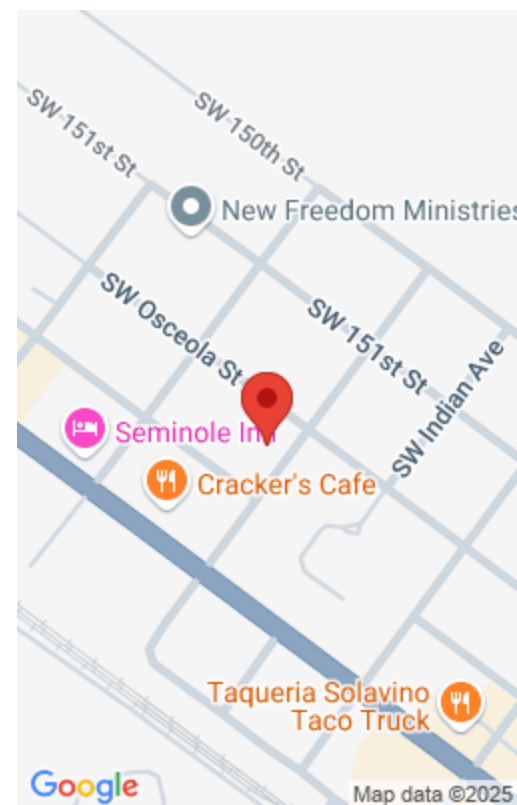 SW 150th St
SW 151st St
New Freedom Ministries
SW Osceola St
SW 151st St
SW Indian Ave
Seminole Inn
Cracker's Cafe
Taqueria Solavino
Taco Truck
Google
Map data ©2025